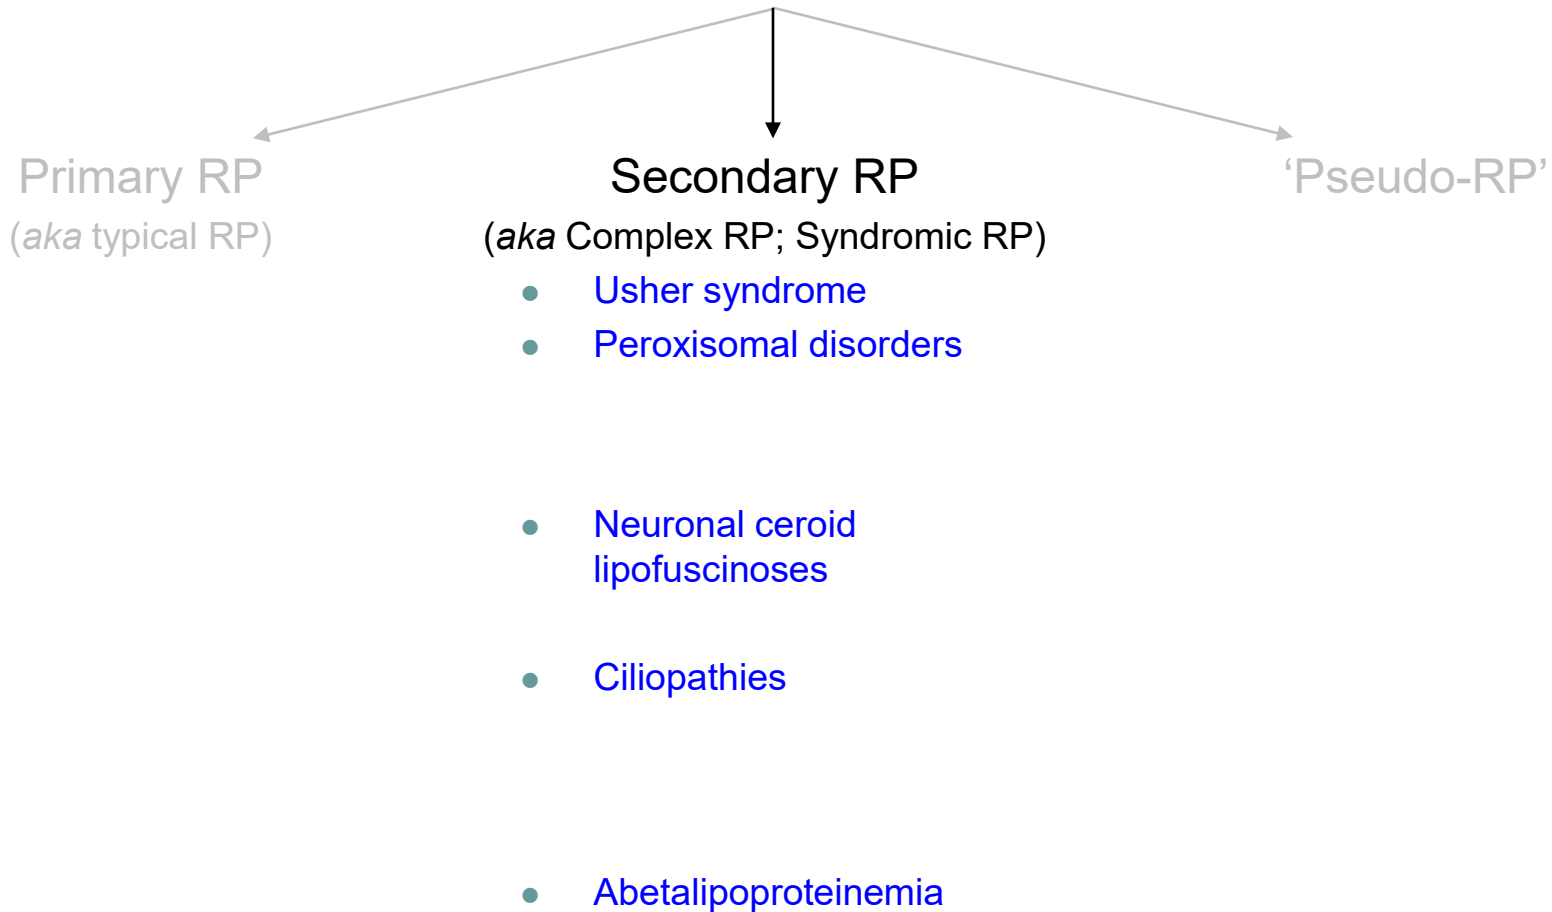 Primary RP
(aka typical RP)
Secondary RP
(aka Complex RP; Syndromic RP)
● Usher syndrome
● Peroxisomal disorders
● Neuronal ceroid
lipofuscinoses
● Ciliopathies
● Abetalipoproteinemia
‘Pseudo-RP’